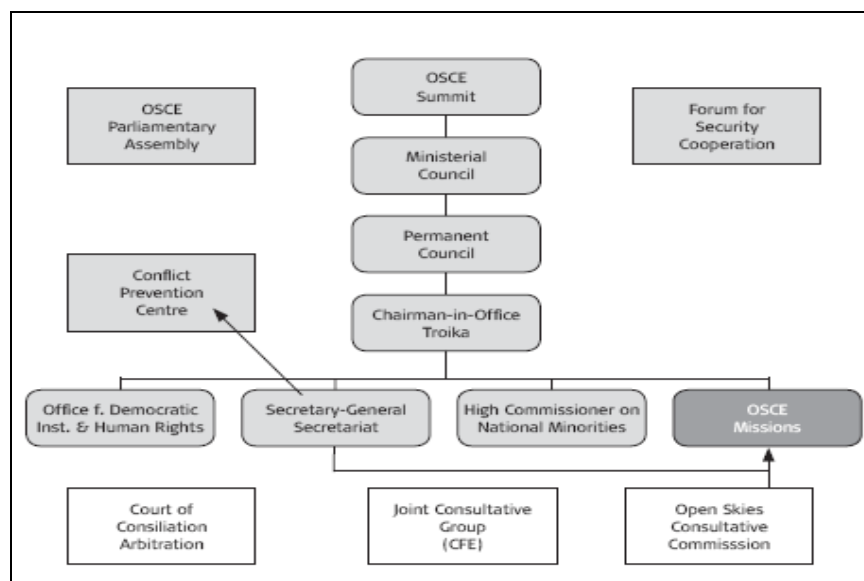 OSCE
Summit
OSCE
Parliamentary
Assembly
Forum for
Security
Cooperation
Ministerial
Council
Permanent
Council
Conflict
Prevention
Centre
Chairman-in-Office
Troika
Office f. Democratic
Inst. & Human Rights
Secretary-General
Secretariat
High Commissioner on
National Minorities
OSCE
Missions
Court of
Consiliation
Arbitration
Joint Consultative
Group
(CFE)
Open Skies
Consultative
Commisssion